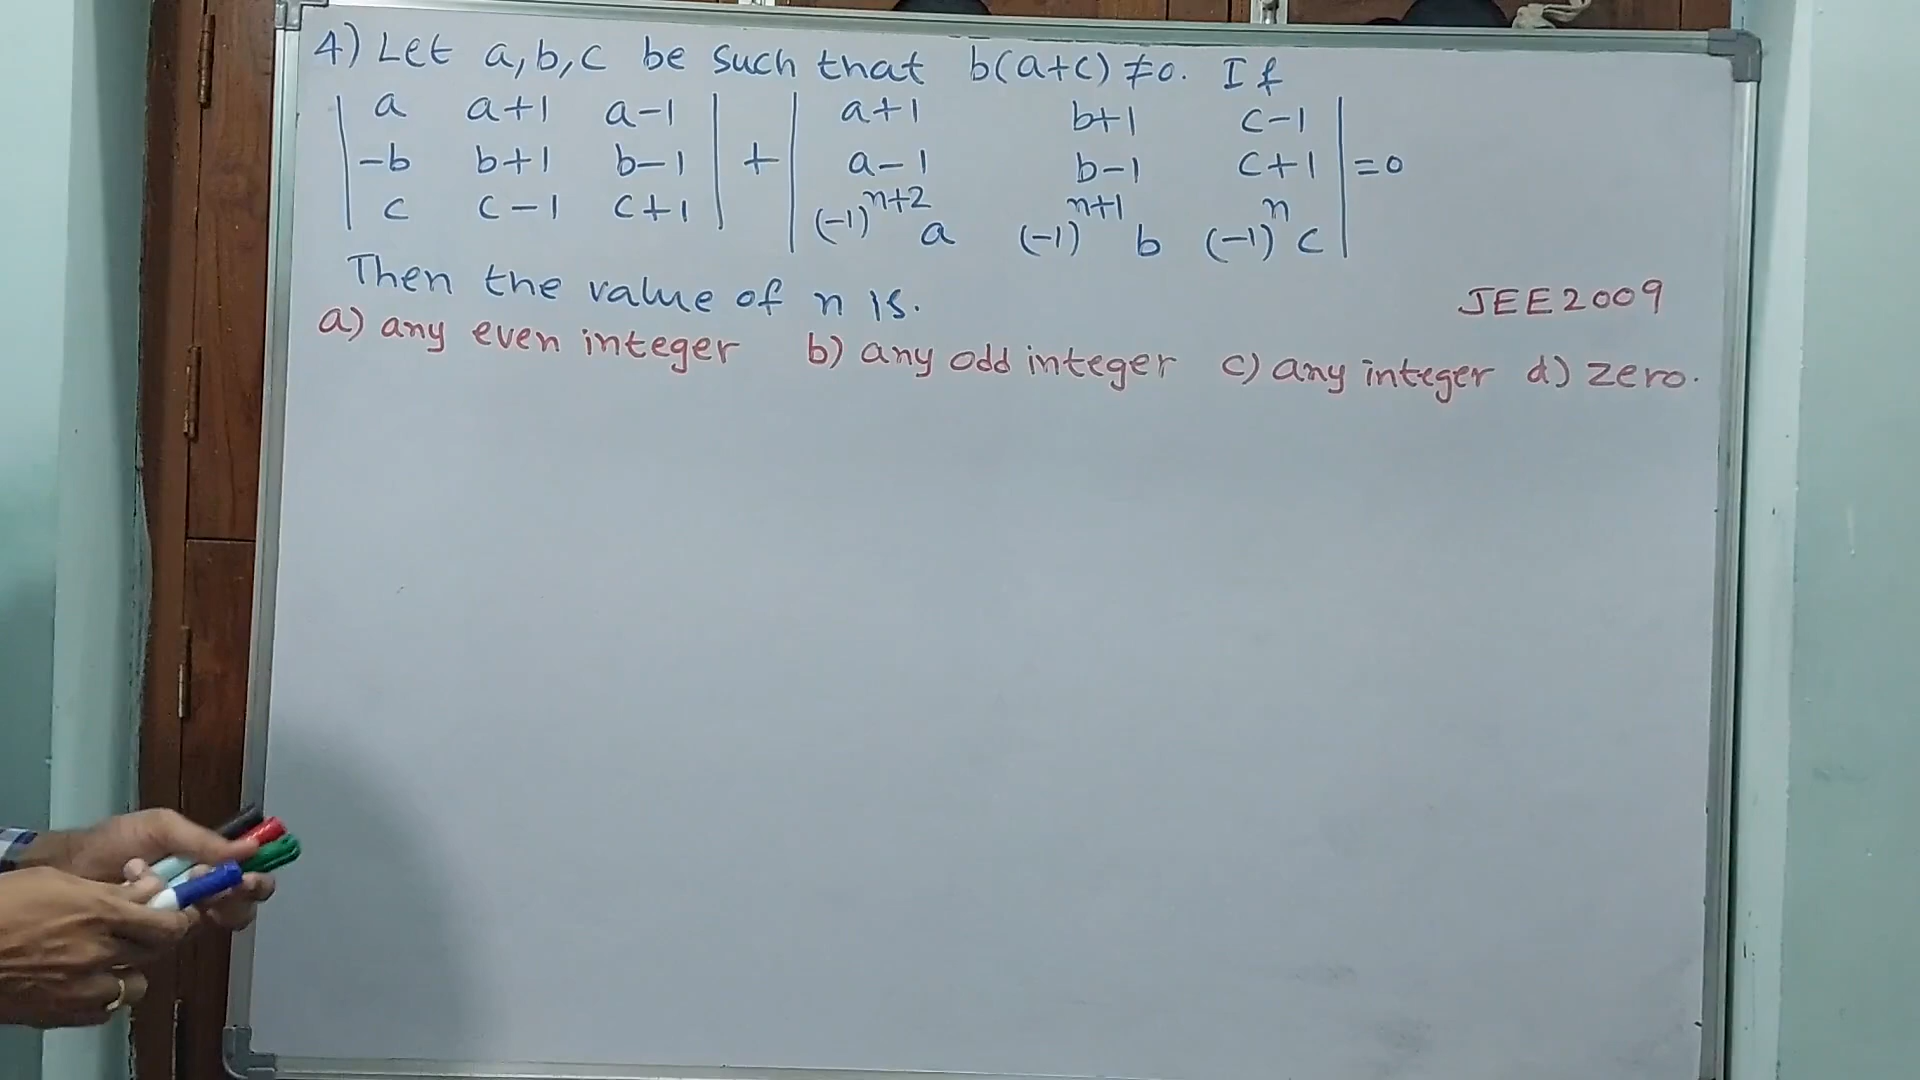 4) Let a,b,c be such that b(a+c) ≠0. If
| a a+1 a-1 | | a+1 b+1 c-1 |
| -b b+1 b-1 | + | a-1 b-1 c+1 | =0
| c c-1 c+1 | | (-1)^{n+2} a (-1)^{n+1} b (-1)^{n} c |
Then the value of n is.
JEE2009
a) any even integer b) any odd integer c) any integer d) zero.